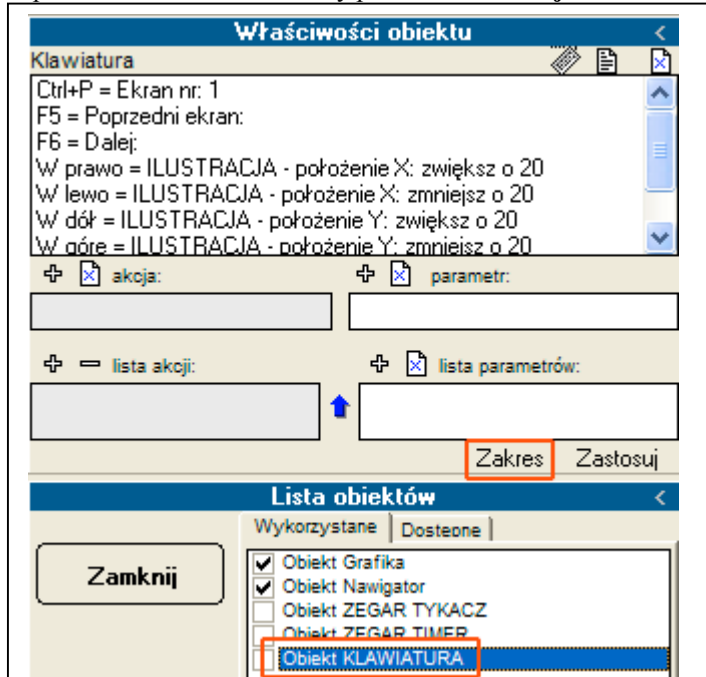 Właściwości obiektu <
Klawiatura
Ctrl+P = Ekran nr: 1
F5 = Poprzedni ekran:
F6 = Dalej:
W prawo = ILUSTRACJA - położenie X: zwiększ o 20
W lewo = ILUSTRACJA - położenie X: zmniejsz o 20
W dół = ILUSTRACJA - położenie Y: zwiększ o 20
W górę = ILUSTRACJA - położenie Y: zmniejsz o 20
akcja: parametr:
lista akcji: lista parametrów:
Zakres Zastosuj
Lista obiektów <
Wykorzystane Dostępne
Zamknij
Obiekt Grafika
Obiekt Nawigator
Obiekt ZEGAR TYKACZ
Obiekt ZEGAR TIMER
Obiekt KLAWIATURA